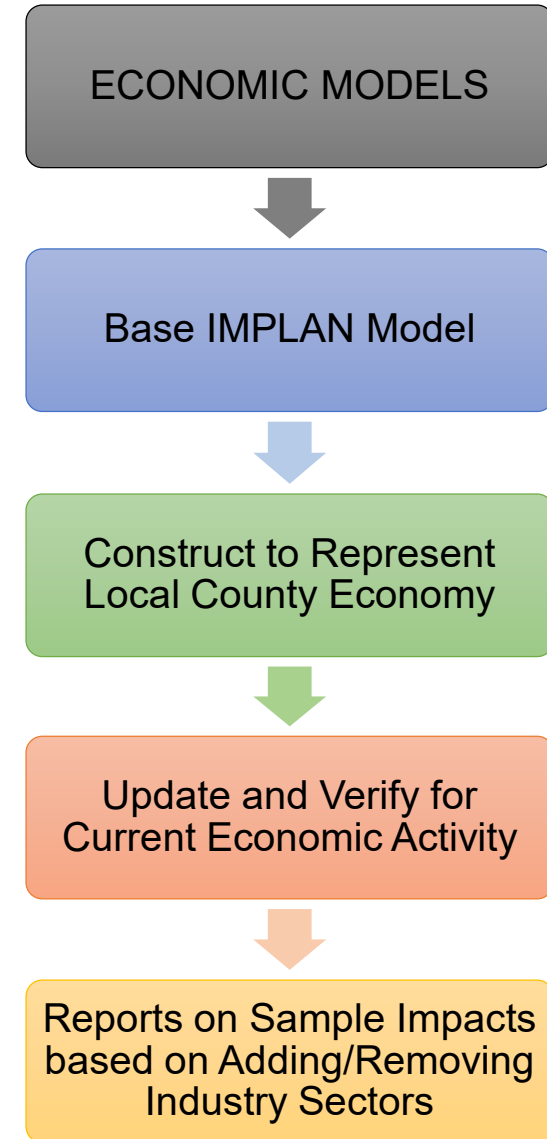 ECONOMIC MODELS
Base IMPLAN Model
Construct to Represent
Local County Economy
Update and Verify for
Current Economic Activity
Reports on Sample Impacts
based on Adding/Removing
Industry Sectors